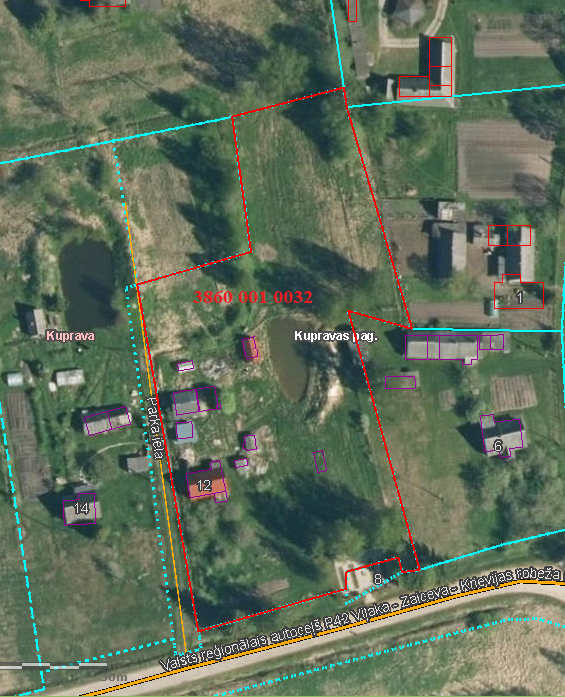 1
3860 001 0032
Kuprava
Kupravas pag.
Parka iela
6
12
14
8
Valsts reģionālais autoceļš P42 Viļaka - Zaiceva - Krievijas robeža
30m